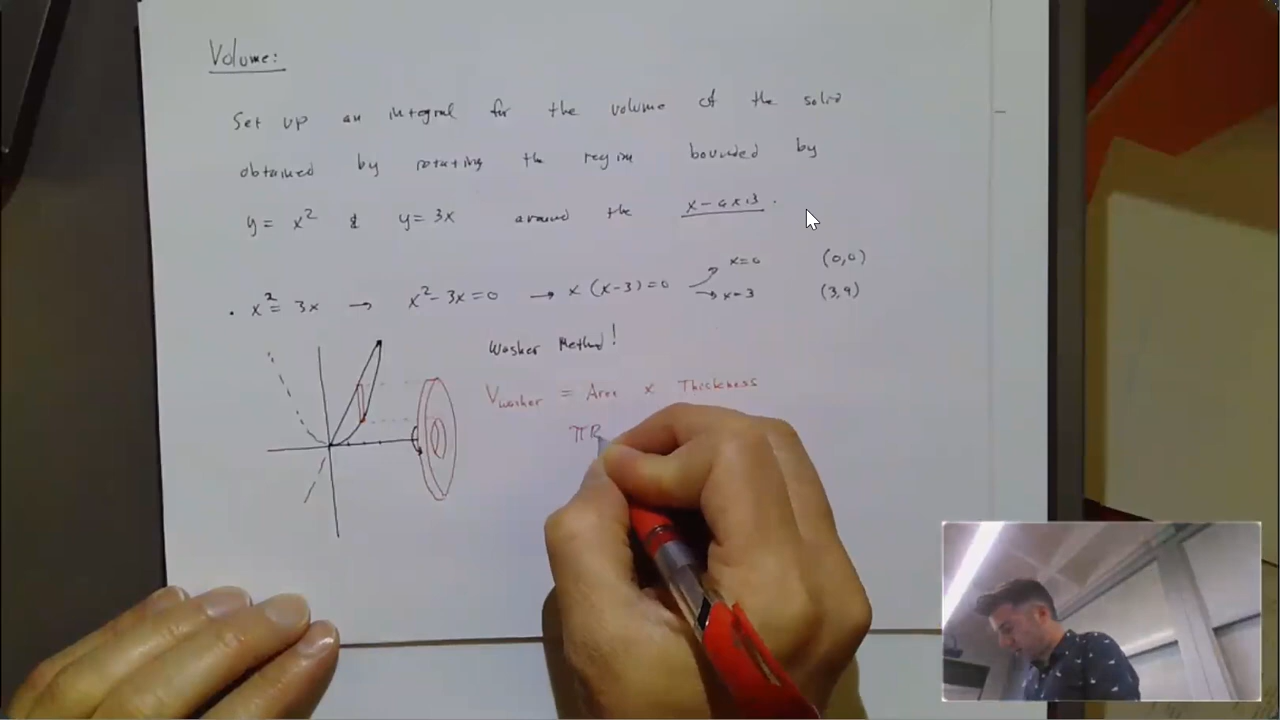 Volume:
Set up an integral for the volume of the solid
obtained by rotating the region bounded by
y = x² & y = 3x around the x-axis.
• x² = 3x → x² - 3x = 0 → x (x-3) = 0 x=0 (0,0)
→ x=3 (3,9)
Washer Method!
Vwasher = Area x Thickness
πR